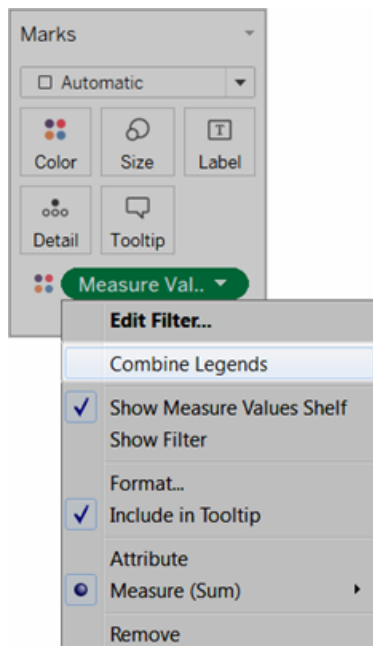 Marks
Automatic
Color Size Label
Detail Tooltip
Measure Val..
Edit Filter...
Combine Legends
Show Measure Values Shelf
Show Filter
Format...
Include in Tooltip
Attribute
Measure (Sum)
Remove